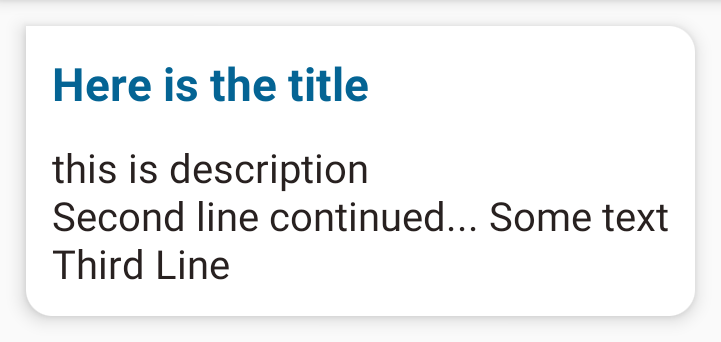 Here is the title
this is description
Second line continued... Some text
Third Line